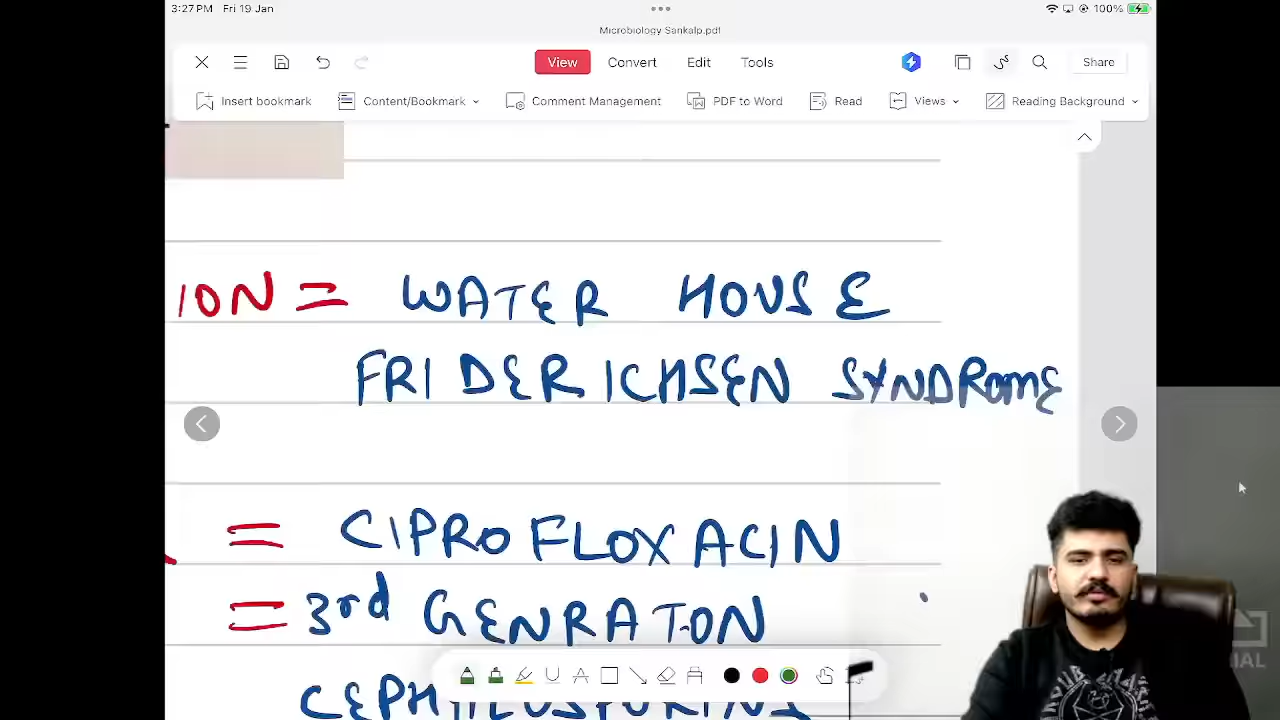 3:27 PM Fri 19 Jan
100%
Microbiology Sankalp.pdf
View Convert Edit Tools Share
Insert bookmark Content/Bookmark Comment Management PDF to Word Read Views Reading Background
ION = WATER HOUSE
FRIDERICHSEN SYNDROME
= CIPROFLOXACIN
= 3rd GENRATON